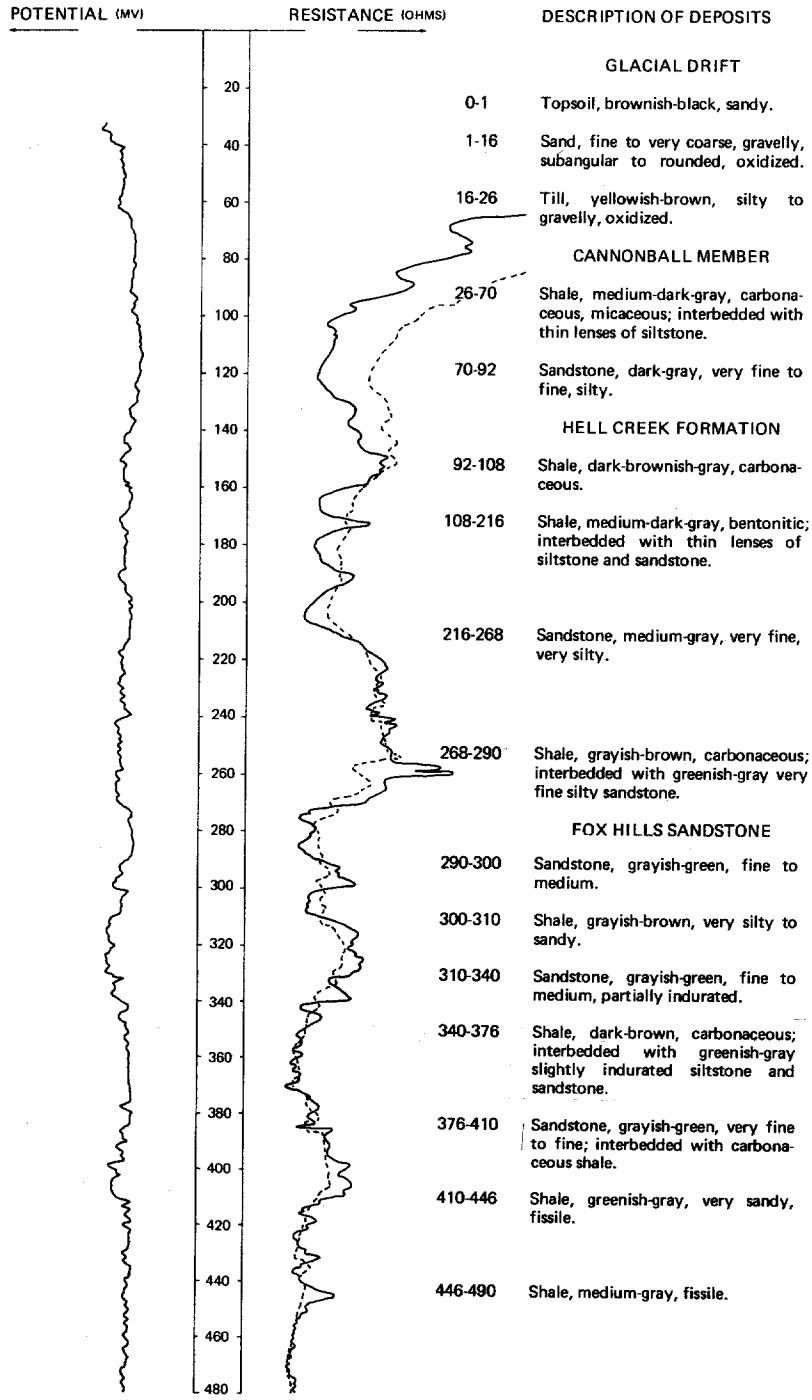 POTENTIAL (MV)
RESISTANCE (OHMS)
DESCRIPTION OF DEPOSITS
20
40
60
80
100
120
140
160
180
200
220
240
260
280
300
320
340
360
380
400
420
440
460
480
GLACIAL DRIFT
0-1 Topsoil, brownish-black, sandy.
1-16 Sand, fine to very coarse, gravelly,
subangular to rounded, oxidized.
16-26 Till, yellowish-brown, silty to
gravelly, oxidized.
CANNONBALL MEMBER
26-70 Shale, medium-dark-gray, carbona-
ceous, micaceous; interbedded with
thin lenses of siltstone.
70-92 Sandstone, dark-gray, very fine to
fine, silty.
HELL CREEK FORMATION
92-108 Shale, dark-brownish-gray, carbona-
ceous.
108-216 Shale, medium-dark-gray, bentonitic;
interbedded with thin lenses of
siltstone and sandstone.
216-268 Sandstone, medium-gray, very fine,
very silty.
268-290 Shale, grayish-brown, carbonaceous;
interbedded with greenish-gray very
fine silty sandstone.
FOX HILLS SANDSTONE
290-300 Sandstone, grayish-green, fine to
medium.
300-310 Shale, grayish-brown, very silty to
sandy.
310-340 Sandstone, grayish-green, fine to
medium, partially indurated.
340-376 Shale, dark-brown, carbonaceous;
interbedded with greenish-gray
slightly indurated siltstone and
sandstone.
376-410 Sandstone, grayish-green, very fine
to fine; interbedded with carbona-
ceous shale.
410-446 Shale, greenish-gray, very sandy,
fissile.
446-490 Shale, medium-gray, fissile.